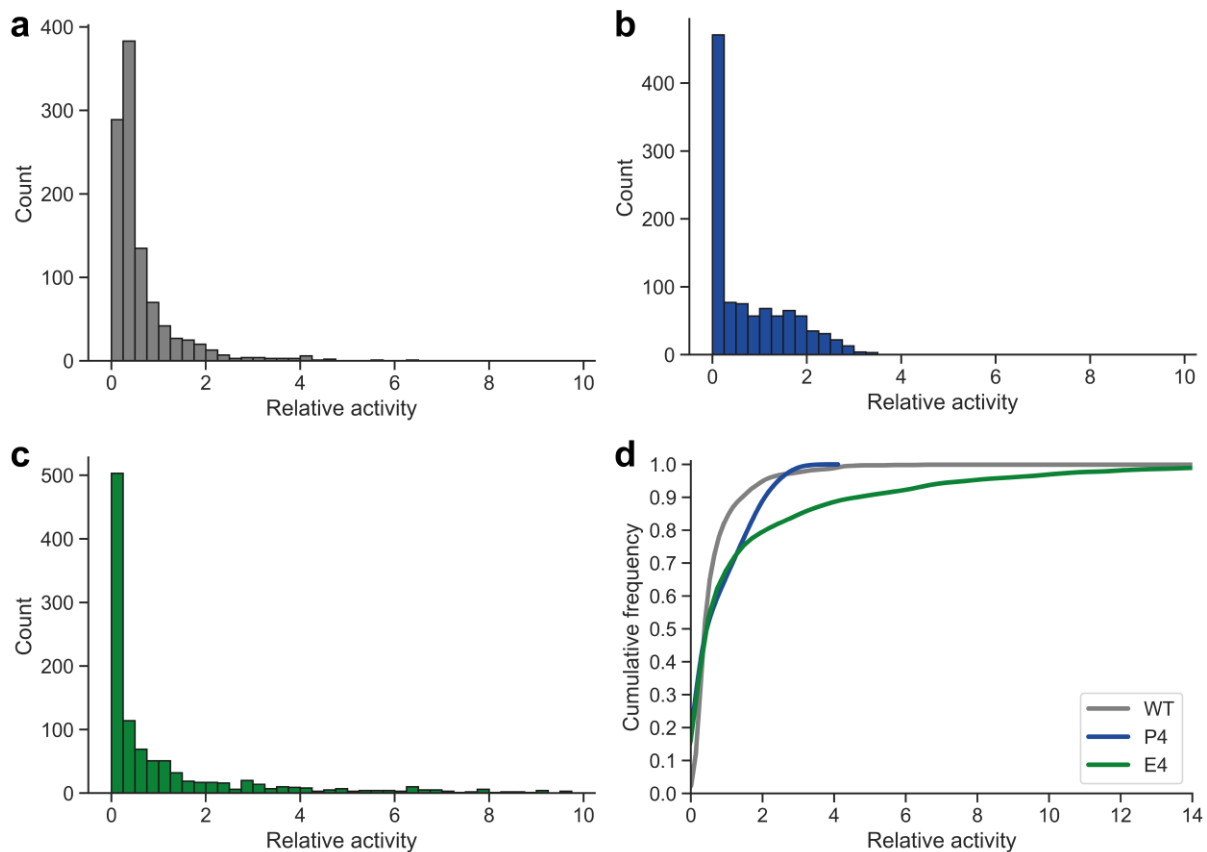 a
400
300
200
100
0
Count
0 2 4 6 8 10
Relative activity
b
400
300
200
100
0
Count
0 2 4 6 8 10
Relative activity
c
500
400
300
200
100
0
Count
0 2 4 6 8 10
Relative activity
d
1.0
0.9
0.8
0.7
0.6
0.5
0.4
0.3
0.2
0.1
0.0
Cumulative frequency
WT
P4
E4
0 2 4 6 8 10 12 14
Relative activity